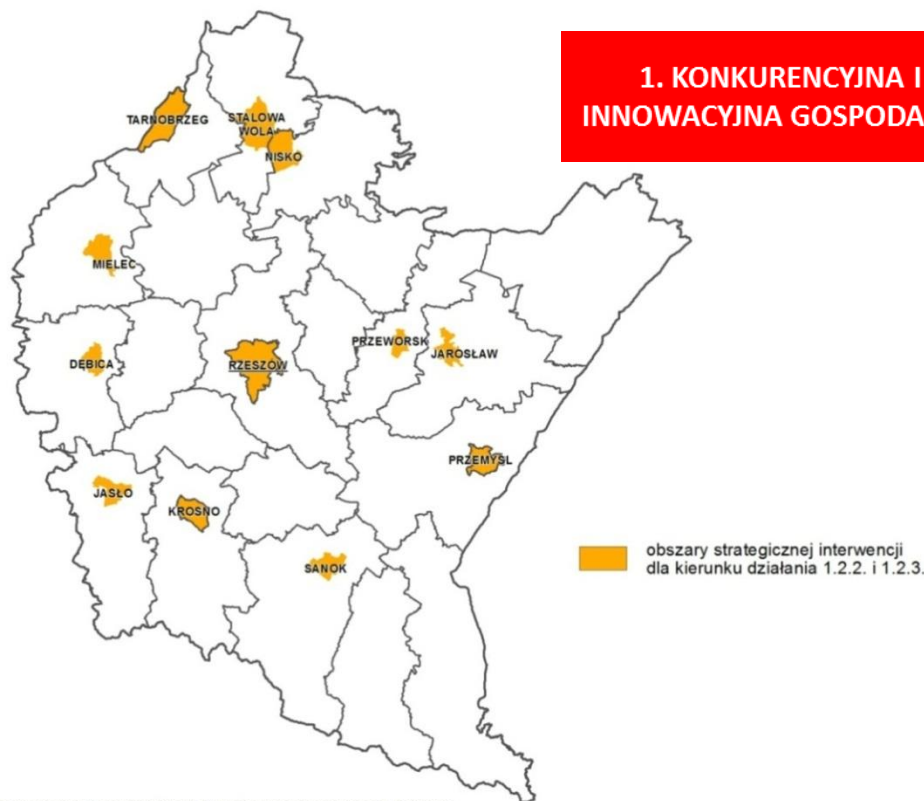 1. KONKURENCYJNA I
INNOWACYJNA GOSPODA
TARNOBRZEG
STALOWA
WOLA
NISKO
MIELEC
DĘBICA
RZESZÓW
PRZEWORSK
JAROSŁAW
PRZEMYŚL
JASŁO
KROSNO
SANOK
obszary strategicznej interwencji
dla kierunku działania 1.2.2. i 1.2.3.